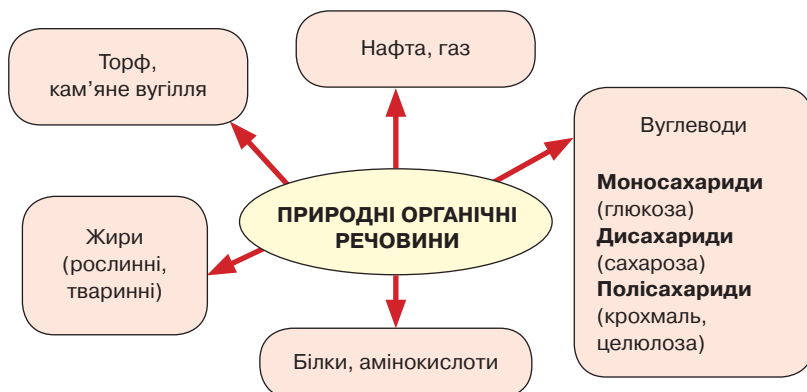 Торф,
кам’яне вугілля
Нафта, газ
Вуглеводи
Моносахариди
(глюкоза)
Дисахариди
(сахароза)
Полісахариди
(крохмаль,
целюлоза)
ПРИРОДНІ ОРГАНІЧНІ
РЕЧОВИНИ
Жири
(рослинні,
тваринні)
Білки, амінокислоти